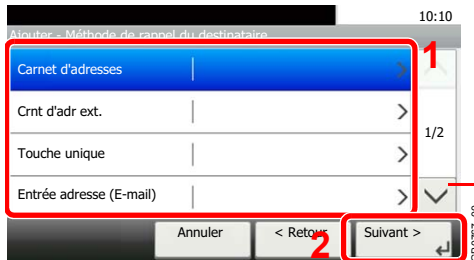 10:10
Ajouter - Méthode de rappel du destinataire
Carnet d'adresses
1
Crnt d'adr ext.
1/2
Touche unique
Entrée adresse (E-mail)
Annuler
< Retour
2
Suivant >